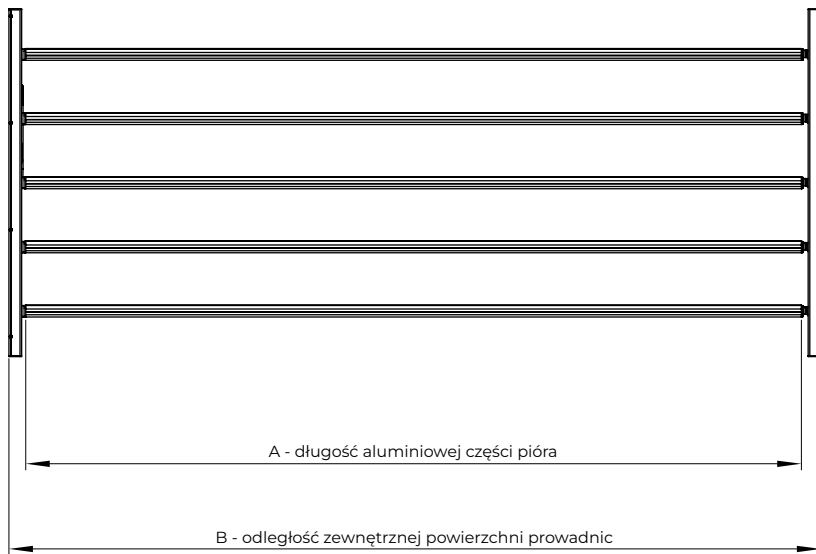 A - długość aluminiowej części pióra
B - odległość zewnętrznej powierzchni prowadnic